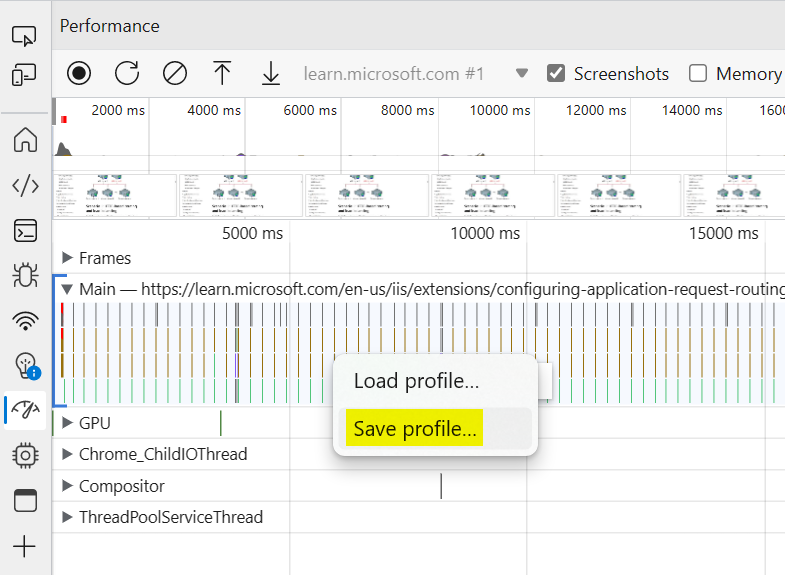 Performance
learn.microsoft.com #1
Screenshots
Memory
2000 ms 4000 ms 6000 ms 8000 ms 10000 ms 12000 ms 14000 ms 1600
5000 ms 10000 ms 15000 ms
Frames
Main — https://learn.microsoft.com/en-us/iis/extensions/configuring-application-request-routing
Load profile...
Save profile...
GPU
Chrome_ChildIOThread
Compositor
ThreadPoolServiceThread